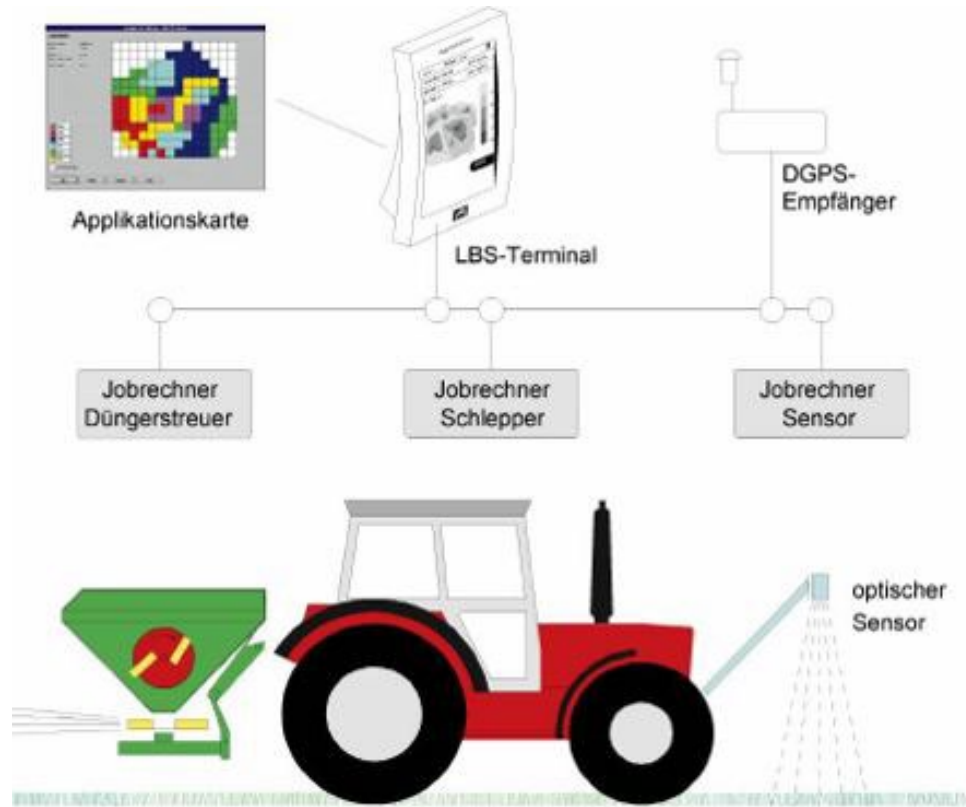 Applikationskarte
LBS-Terminal
DGPS-
Empfänger
Jobrechner
Düngerstreuer
Jobrechner
Schlepper
Jobrechner
Sensor
optischer
Sensor